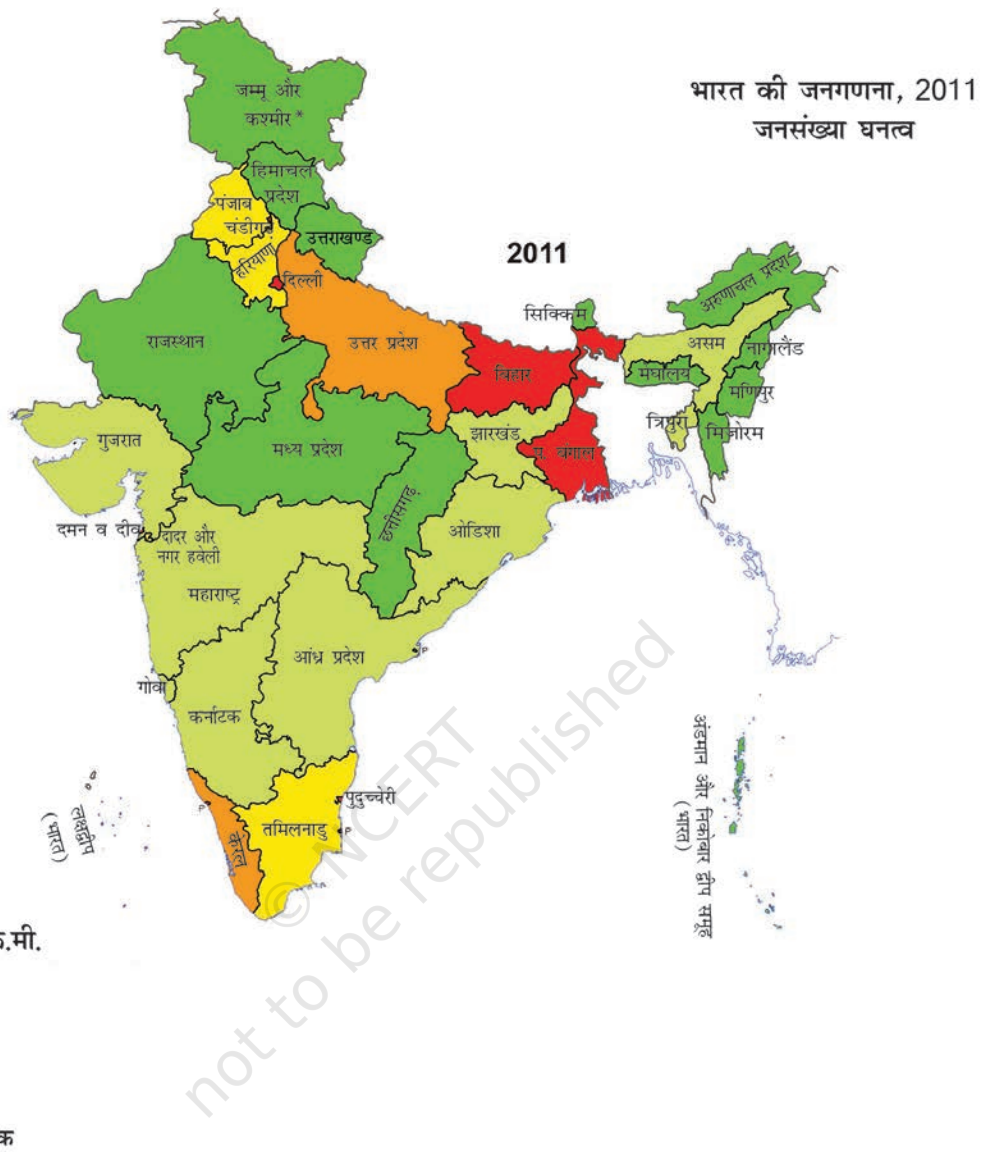 भारत की जनगणना, 2011
जनसंख्या घनत्व
2011
जम्मू और
कश्मीर*
हिमाचल
प्रदेश
पंजाब
चंडीगढ़
उत्तराखण्ड
हरियाणा
दिल्ली
राजस्थान
उत्तर प्रदेश
सिक्किम
अरुणाचल प्रदेश
असम
नागालैंड
बिहार
मेघालय
मणिपुर
त्रिपुरा
मिज़ोरम
गुजरात
मध्य प्रदेश
झारखंड
प. बंगाल
छत्तीसगढ़
दमन व दीव
दादर और
नगर हवेली
ओडिशा
महाराष्ट्र
आंध्र प्रदेश
गोवा
कर्नाटक
पुदुच्चेरी
तमिलनाडु
केरल
लक्षद्वीप
(भारत)
अंडमान और निकोबार द्वीप समूह
(भारत)
© NCERT
not to be republished